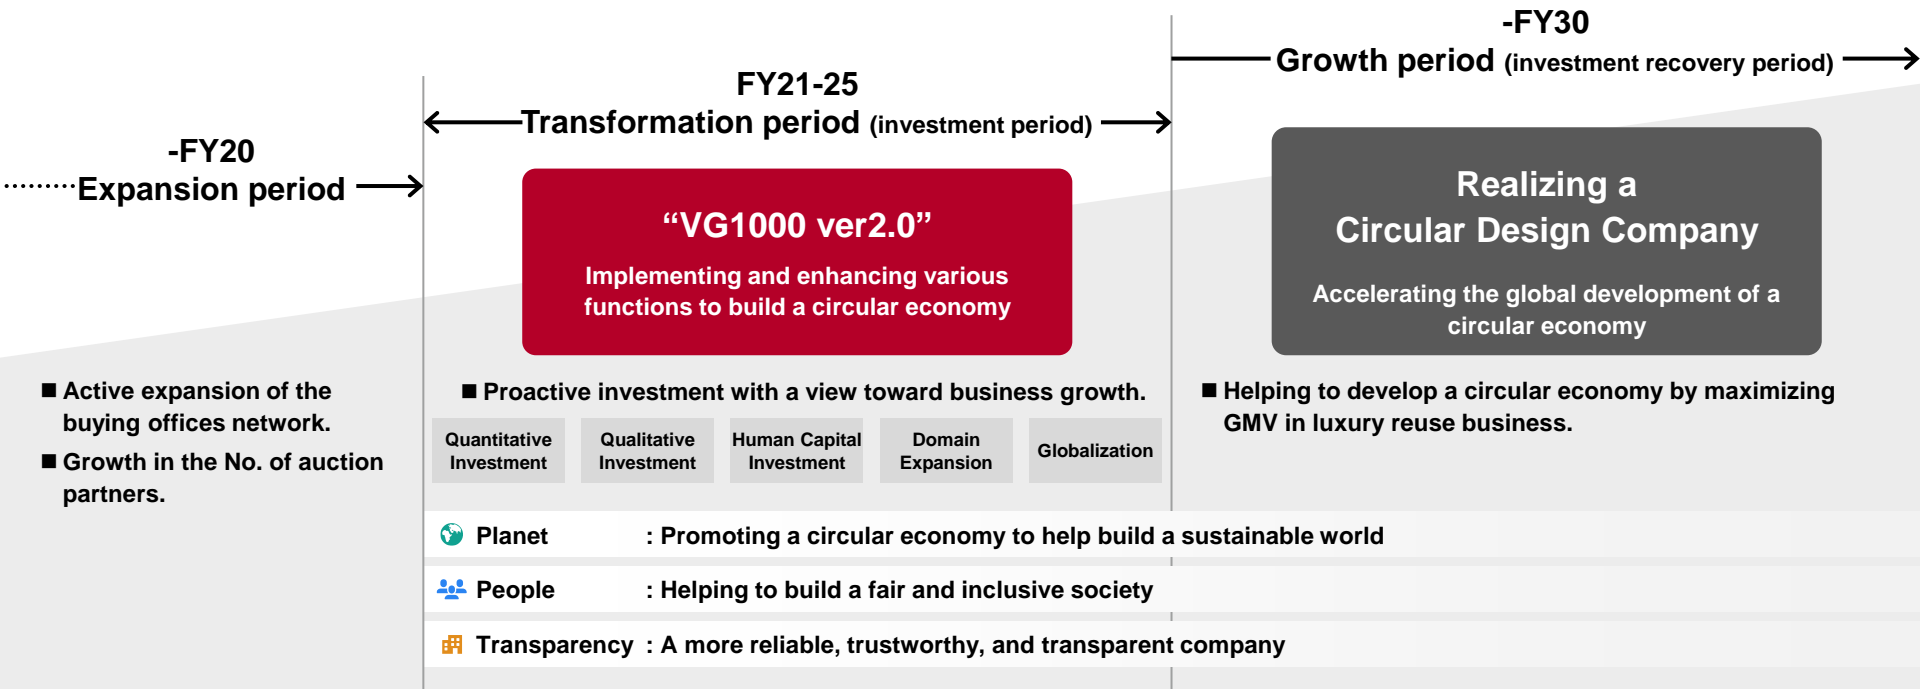 -FY20
Expansion period
FY21-25
Transformation period (investment period)
-FY30
Growth period (investment recovery period)
“VG1000 ver2.0”
Implementing and enhancing various
functions to build a circular economy
Realizing a
Circular Design Company
Accelerating the global development of a
circular economy
■ Active expansion of the
buying offices network.
■ Growth in the No. of auction
partners.
■ Proactive investment with a view toward business growth.
Quantitative
Investment
Qualitative
Investment
Human Capital
Investment
Domain
Expansion
Globalization
■ Helping to develop a circular economy by maximizing
GMV in luxury reuse business.
Planet : Promoting a circular economy to help build a sustainable world
People : Helping to build a fair and inclusive society
Transparency : A more reliable, trustworthy, and transparent company